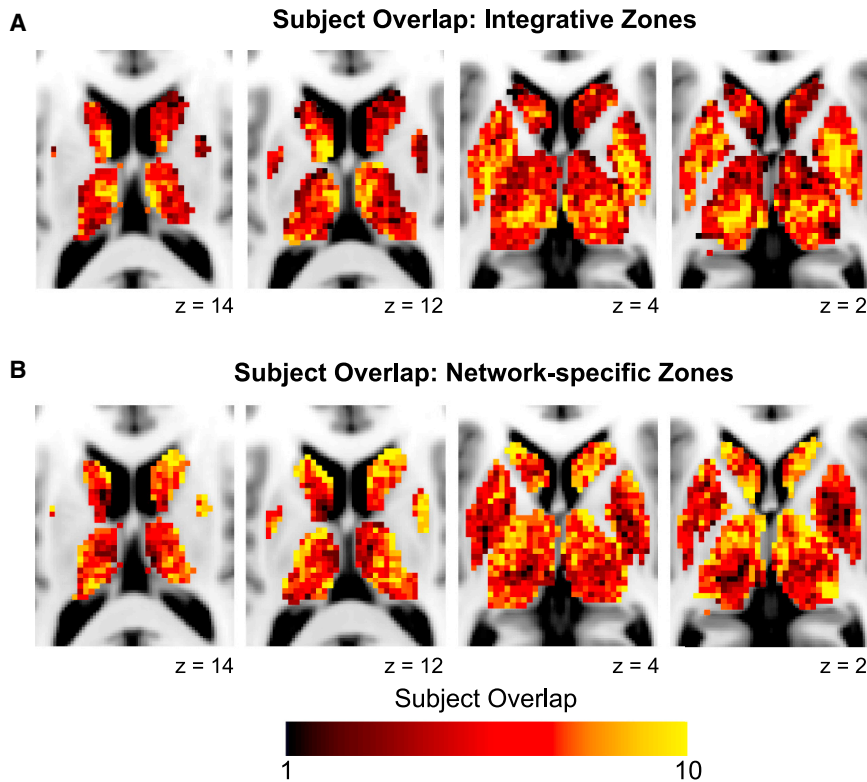 A
Subject Overlap: Integrative Zones
z = 14
z = 12
z = 4
z = 2
B
Subject Overlap: Network-specific Zones
z = 14
z = 12
z = 4
z = 2
Subject Overlap
1
10